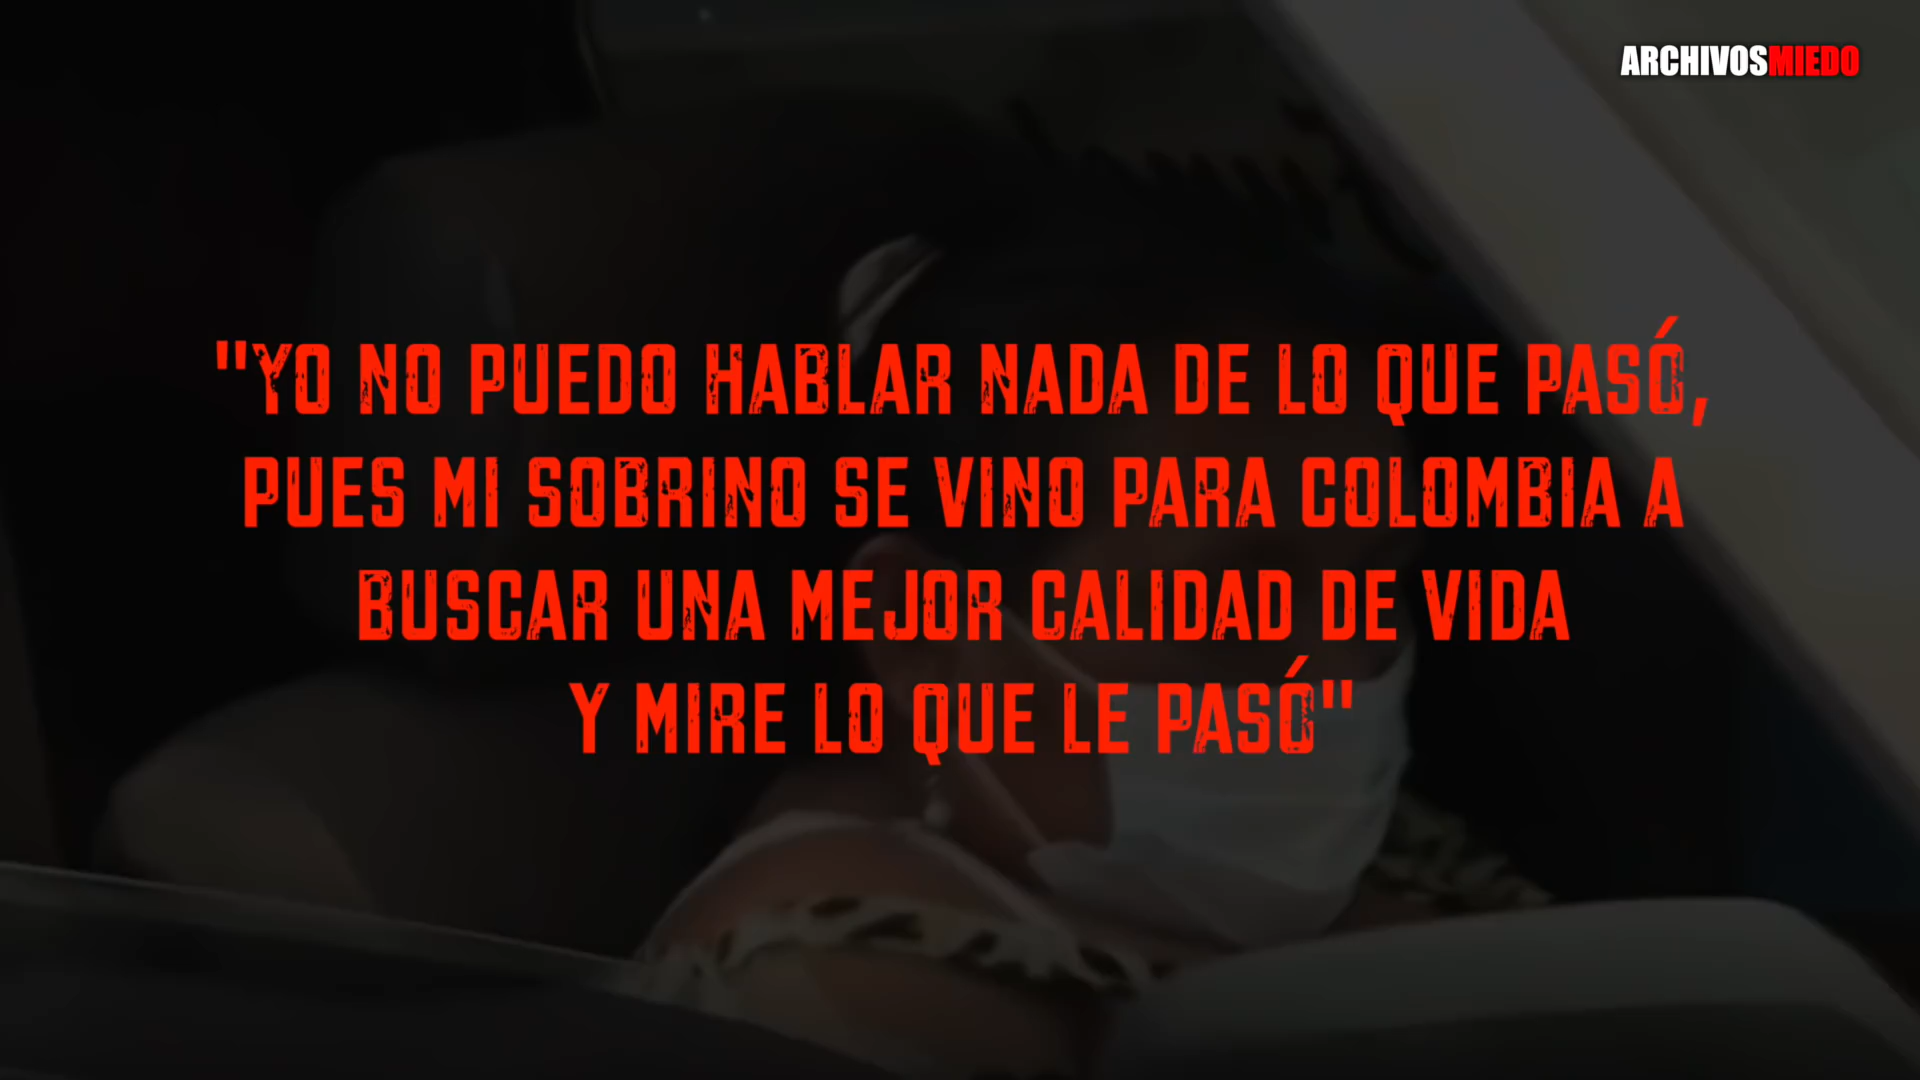 ARCHIVOSMIEDO
"YO NO PUEDO HABLAR NADA DE LO QUE PASÓ,
PUES MI SOBRINO SE VINO PARA COLOMBIA A
BUSCAR UNA MEJOR CALIDAD DE VIDA
Y MIRE LO QUE LE PASÓ"